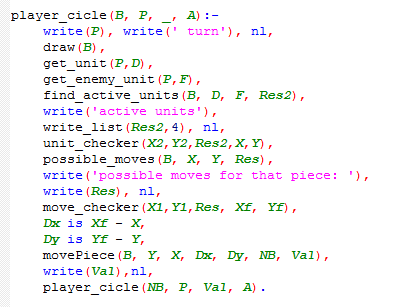 player_cicle(B, P, _, A):-
write(P), write(' turn'), nl,
draw(B),
get_unit(P,D),
get_enemy_unit(P,F),
find_active_units(B, D, F, Res2),
write('active units'),
write_list(Res2,4), nl,
unit_checker(X2,Y2,Res2,X,Y),
possible_moves(B, X, Y, Res),
write('possible moves for that piece: '),
write(Res), nl,
move_checker(X1,Y1,Res, Xf, Yf),
Dx is Xf - X,
Dy is Yf - Y,
movePiece(B, Y, X, Dx, Dy, NB, Val),
write(Val),nl,
player_cicle(NB, P, Val, A).